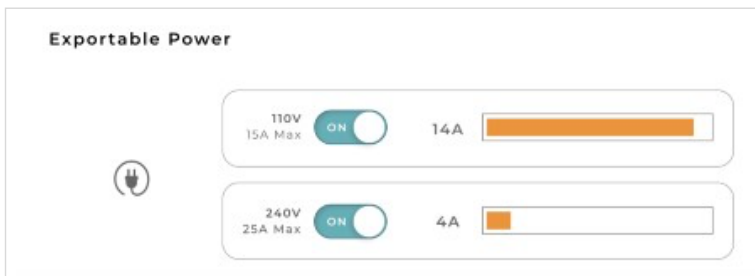 Exportable Power
110V
15A Max
ON
14A
240V
25A Max
ON
4A